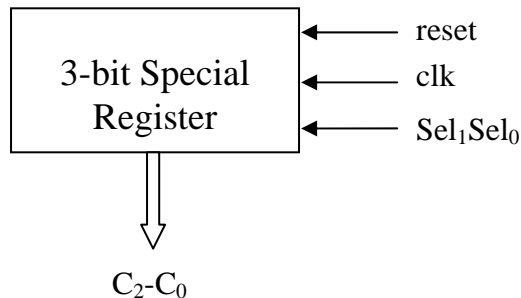 3-bit Special
Register
reset
clk
Sel₁Sel₀
C₂-C₀